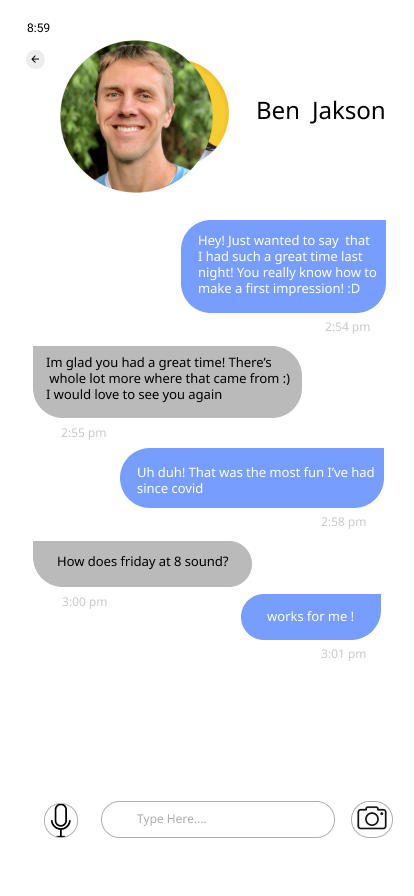 8:59
Ben Jakson
Hey! Just wanted to say that
I had such a great time last
night! You really know how to
make a first impression! :D
2:54 pm
Im glad you had a great time! There’s
whole lot more where that came from :)
I would love to see you again
2:55 pm
Uh duh! That was the most fun I’ve had
since covid
2:58 pm
How does friday at 8 sound?
3:00 pm
works for me !
3:01 pm
Type Here....